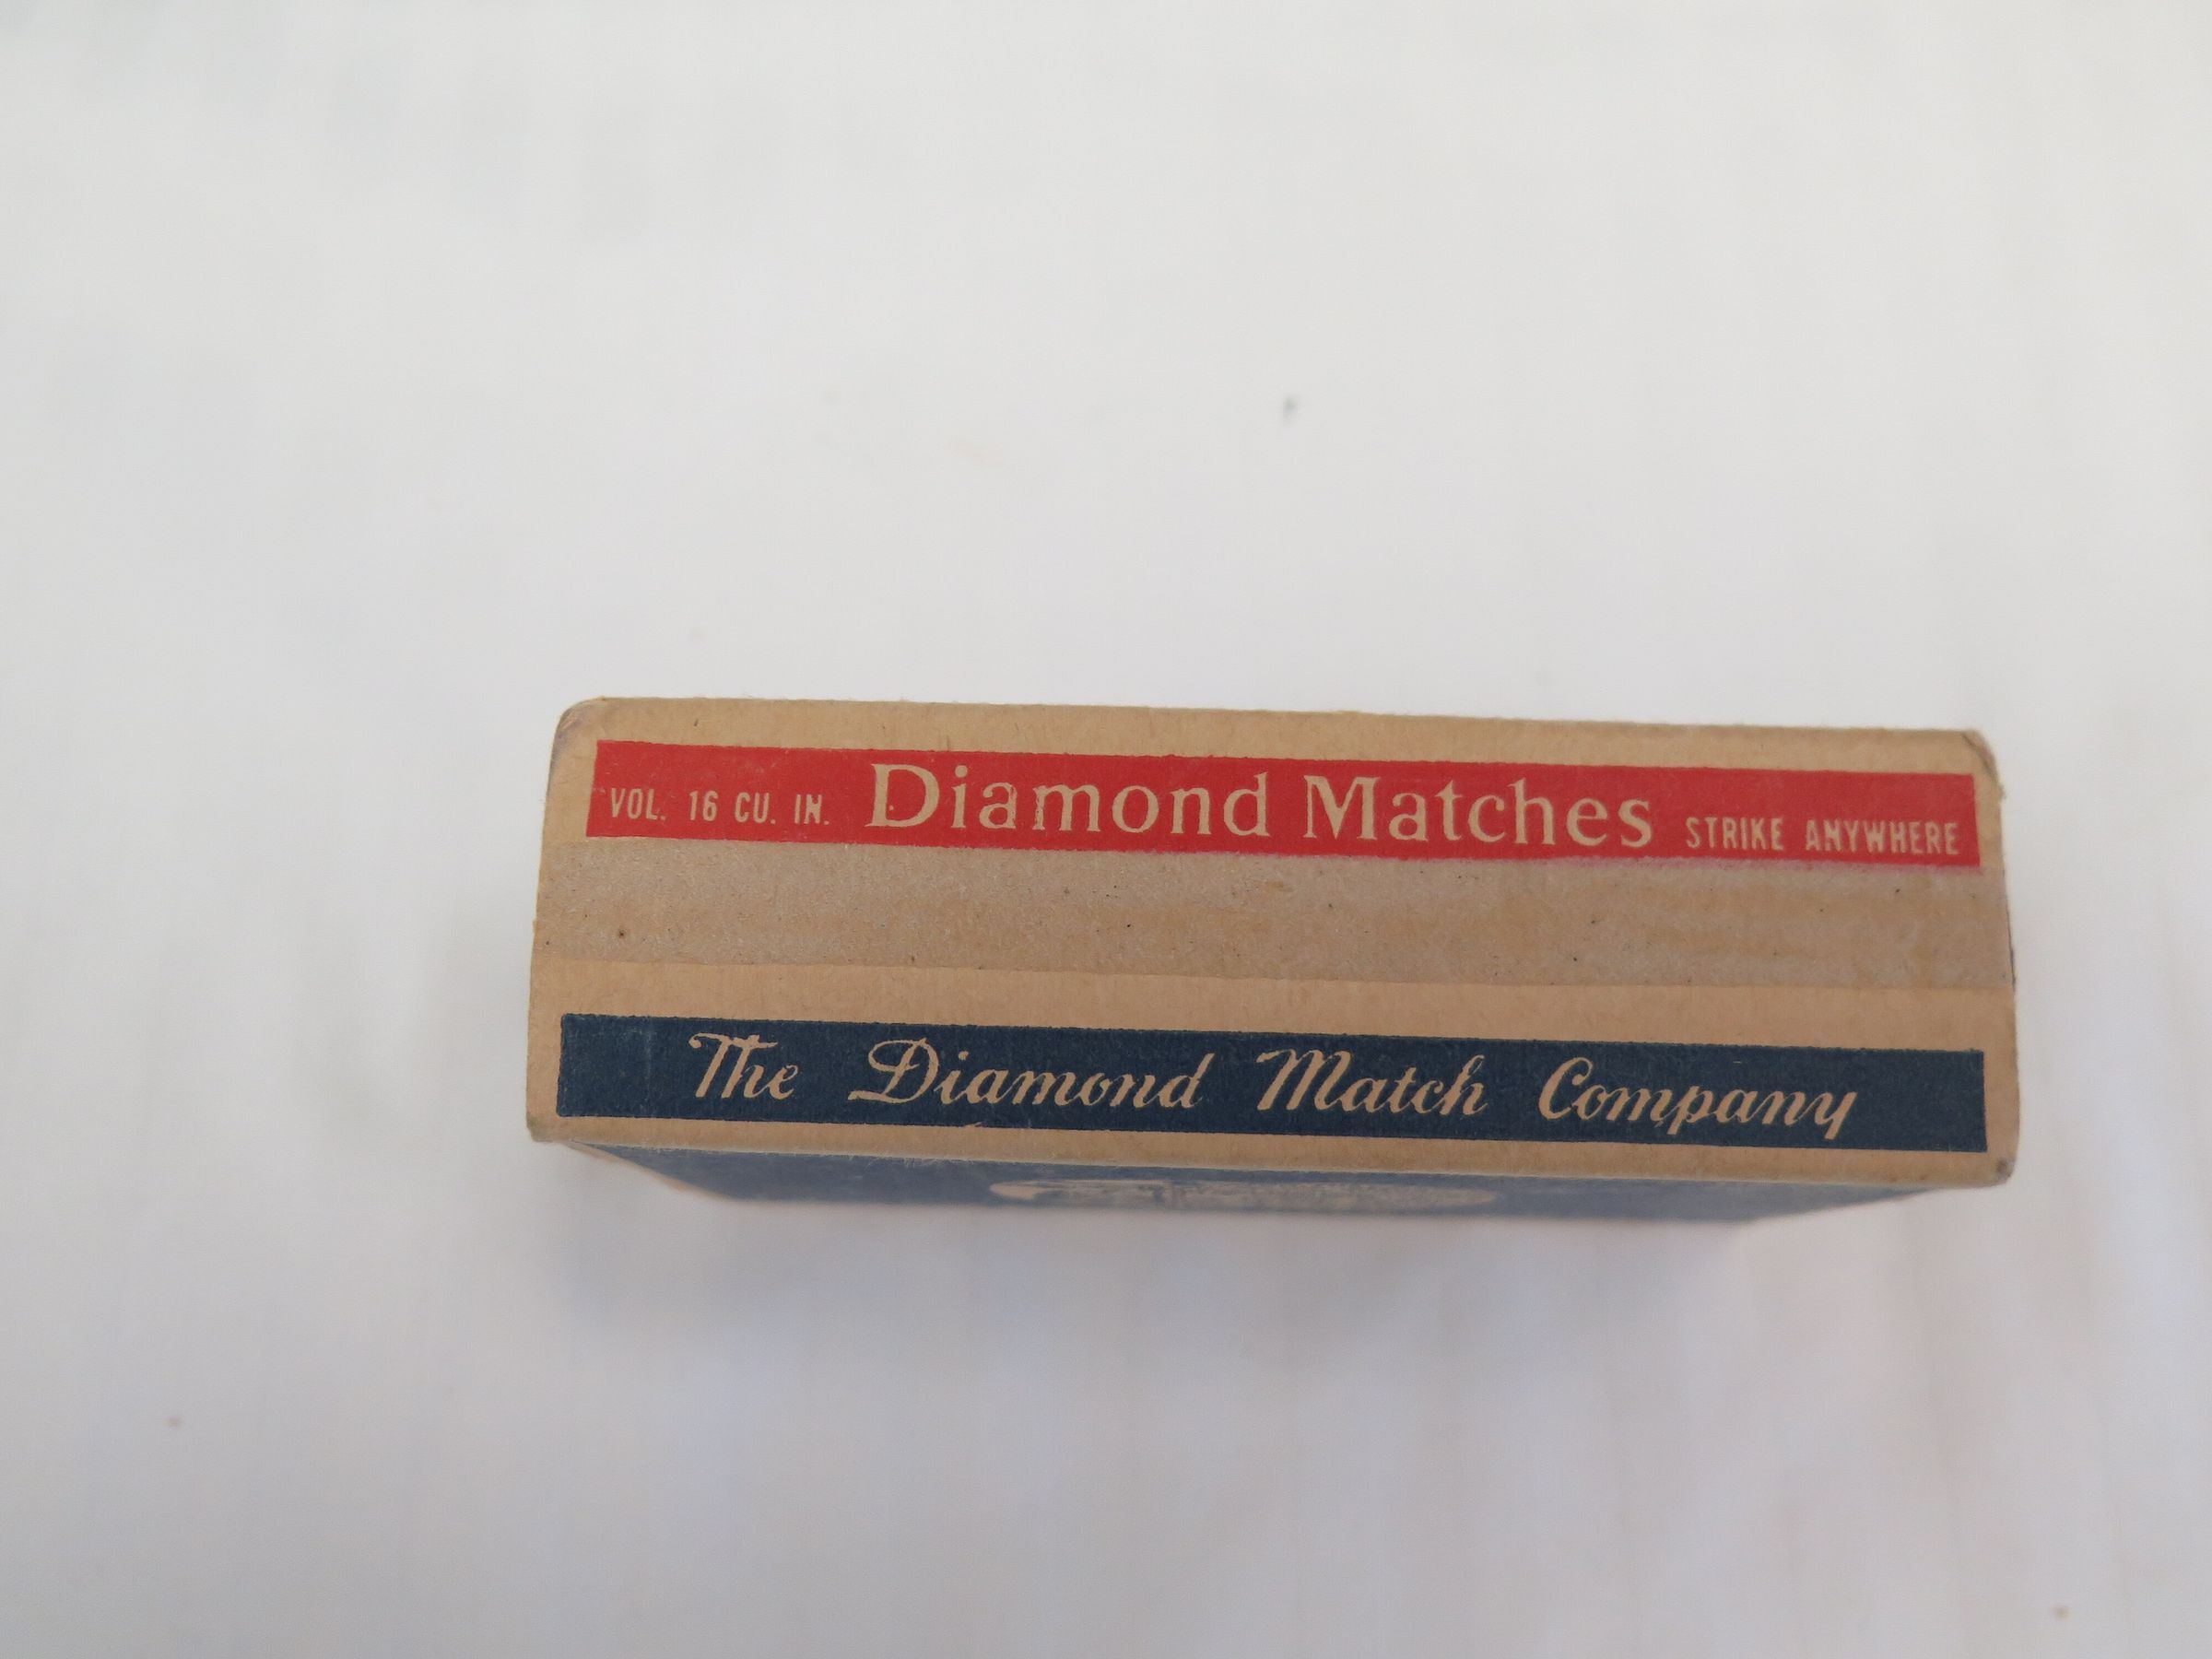 VOL. 16 CU. IN. Diamond Matches STRIKE ANYWHERE
The Diamond Match Company